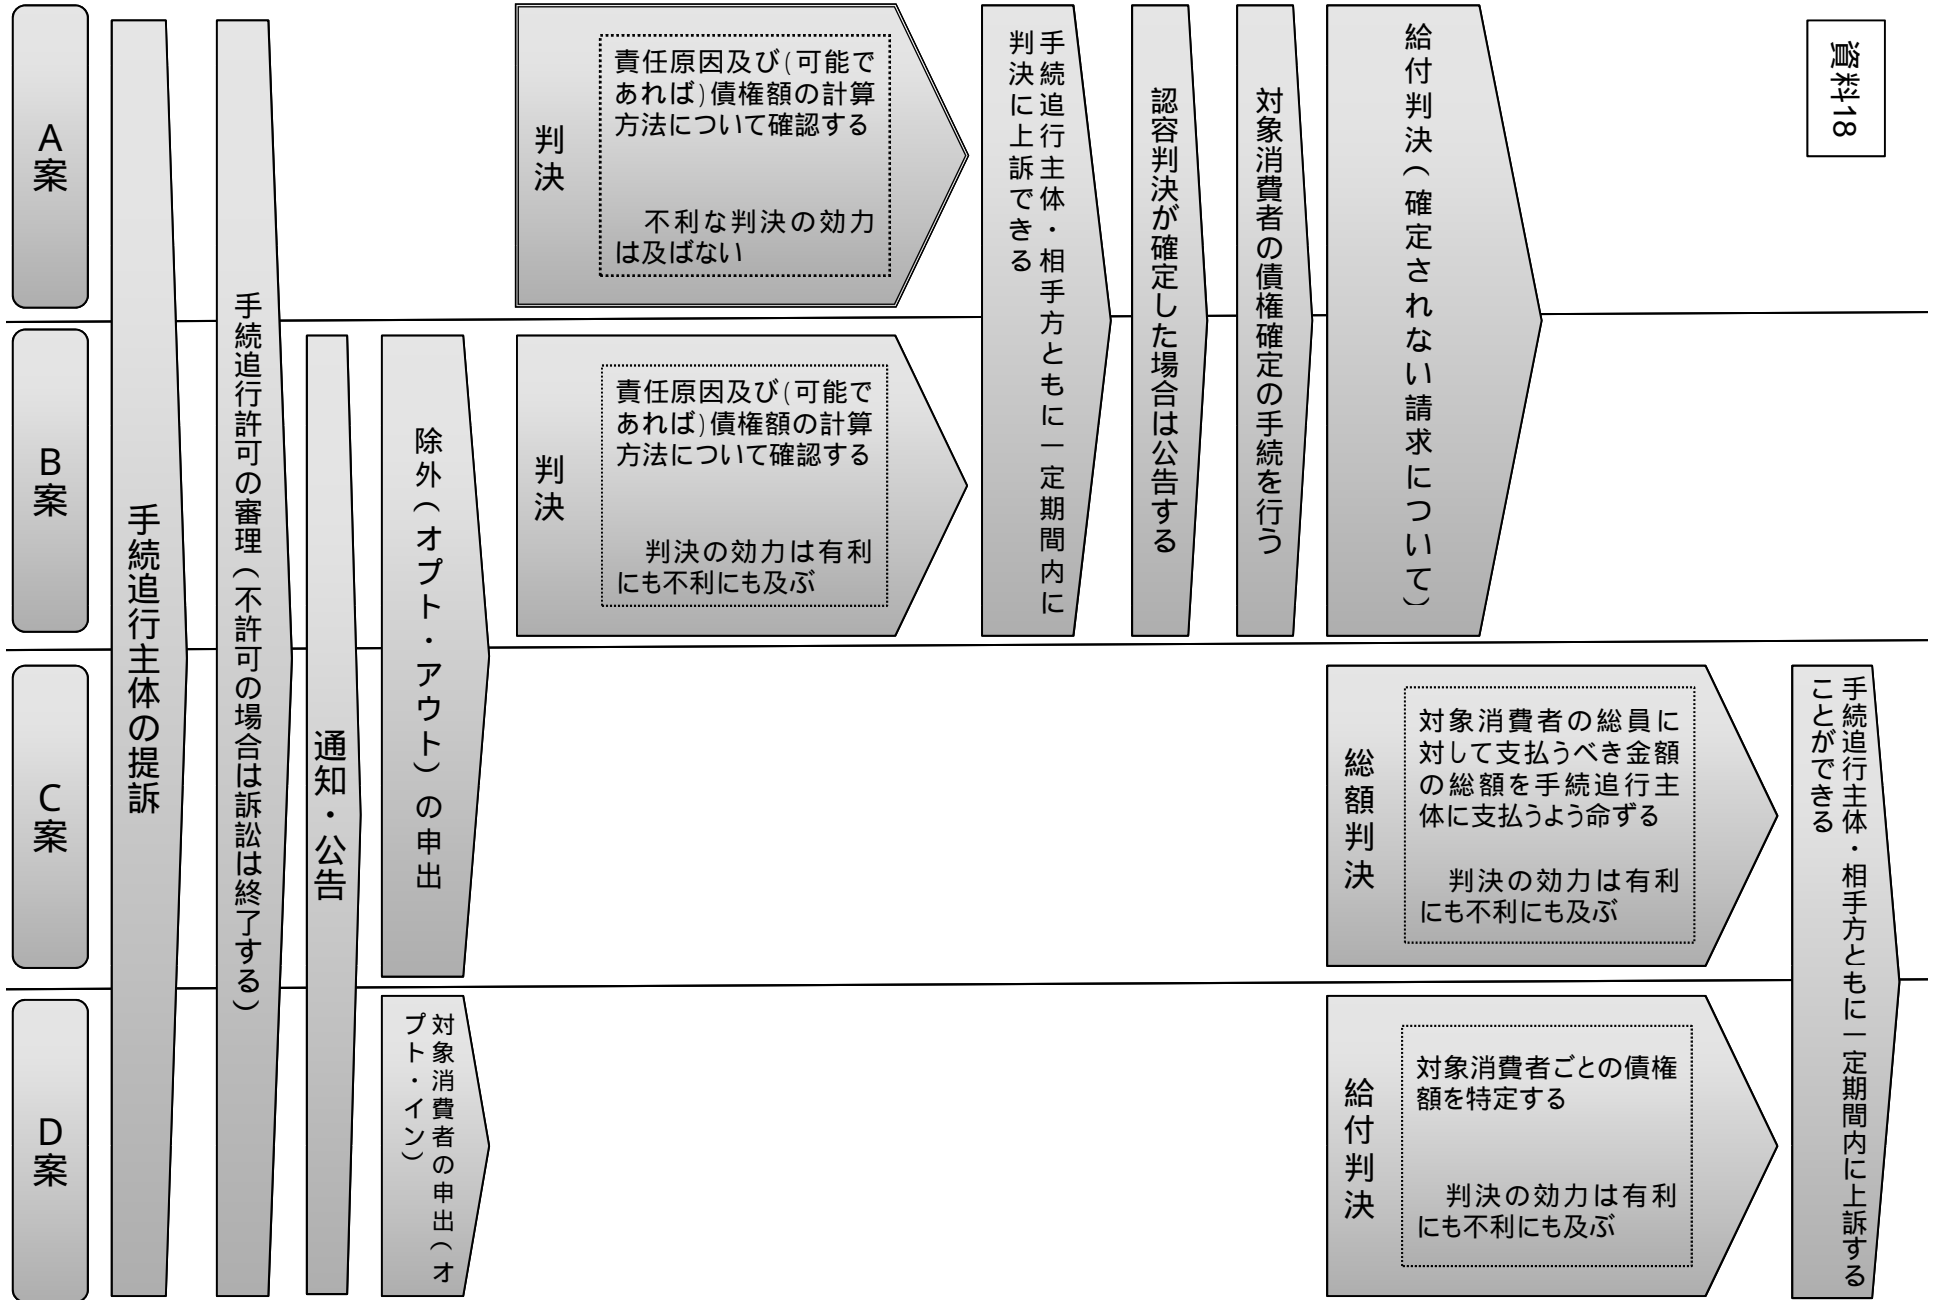 資料18
A案
B案
C案
D案
手続追行主体の提訴
手続追行許可の審理（不許可の場合は訴訟は終了する）
通知・公告
除外（オプト・アウト）の申出
対象消費者の申出（オ
プト・イン）
判決
責任原因及び(可能で
あれば)債権額の計算
方法について確認する
不利な判決の効力
は及ばない
判決
責任原因及び(可能で
あれば)債権額の計算
方法について確認する
判決の効力は有利
にも不利にも及ぶ
手続追行主体・相手方ともに一定期間内に
判決に上訴できる
認容判決が確定した場合は公告する
対象消費者の債権確定の手続を行う
給付判決（確定されない請求について）
総額判決
対象消費者の総員に
対して支払うべき金額
の総額を手続追行主
体に支払うよう命ずる
判決の効力は有利
にも不利にも及ぶ
給付判決
対象消費者ごとの債権
額を特定する
判決の効力は有利
にも不利にも及ぶ
手続追行主体・相手方ともに一定期間内に上訴する
ことができる